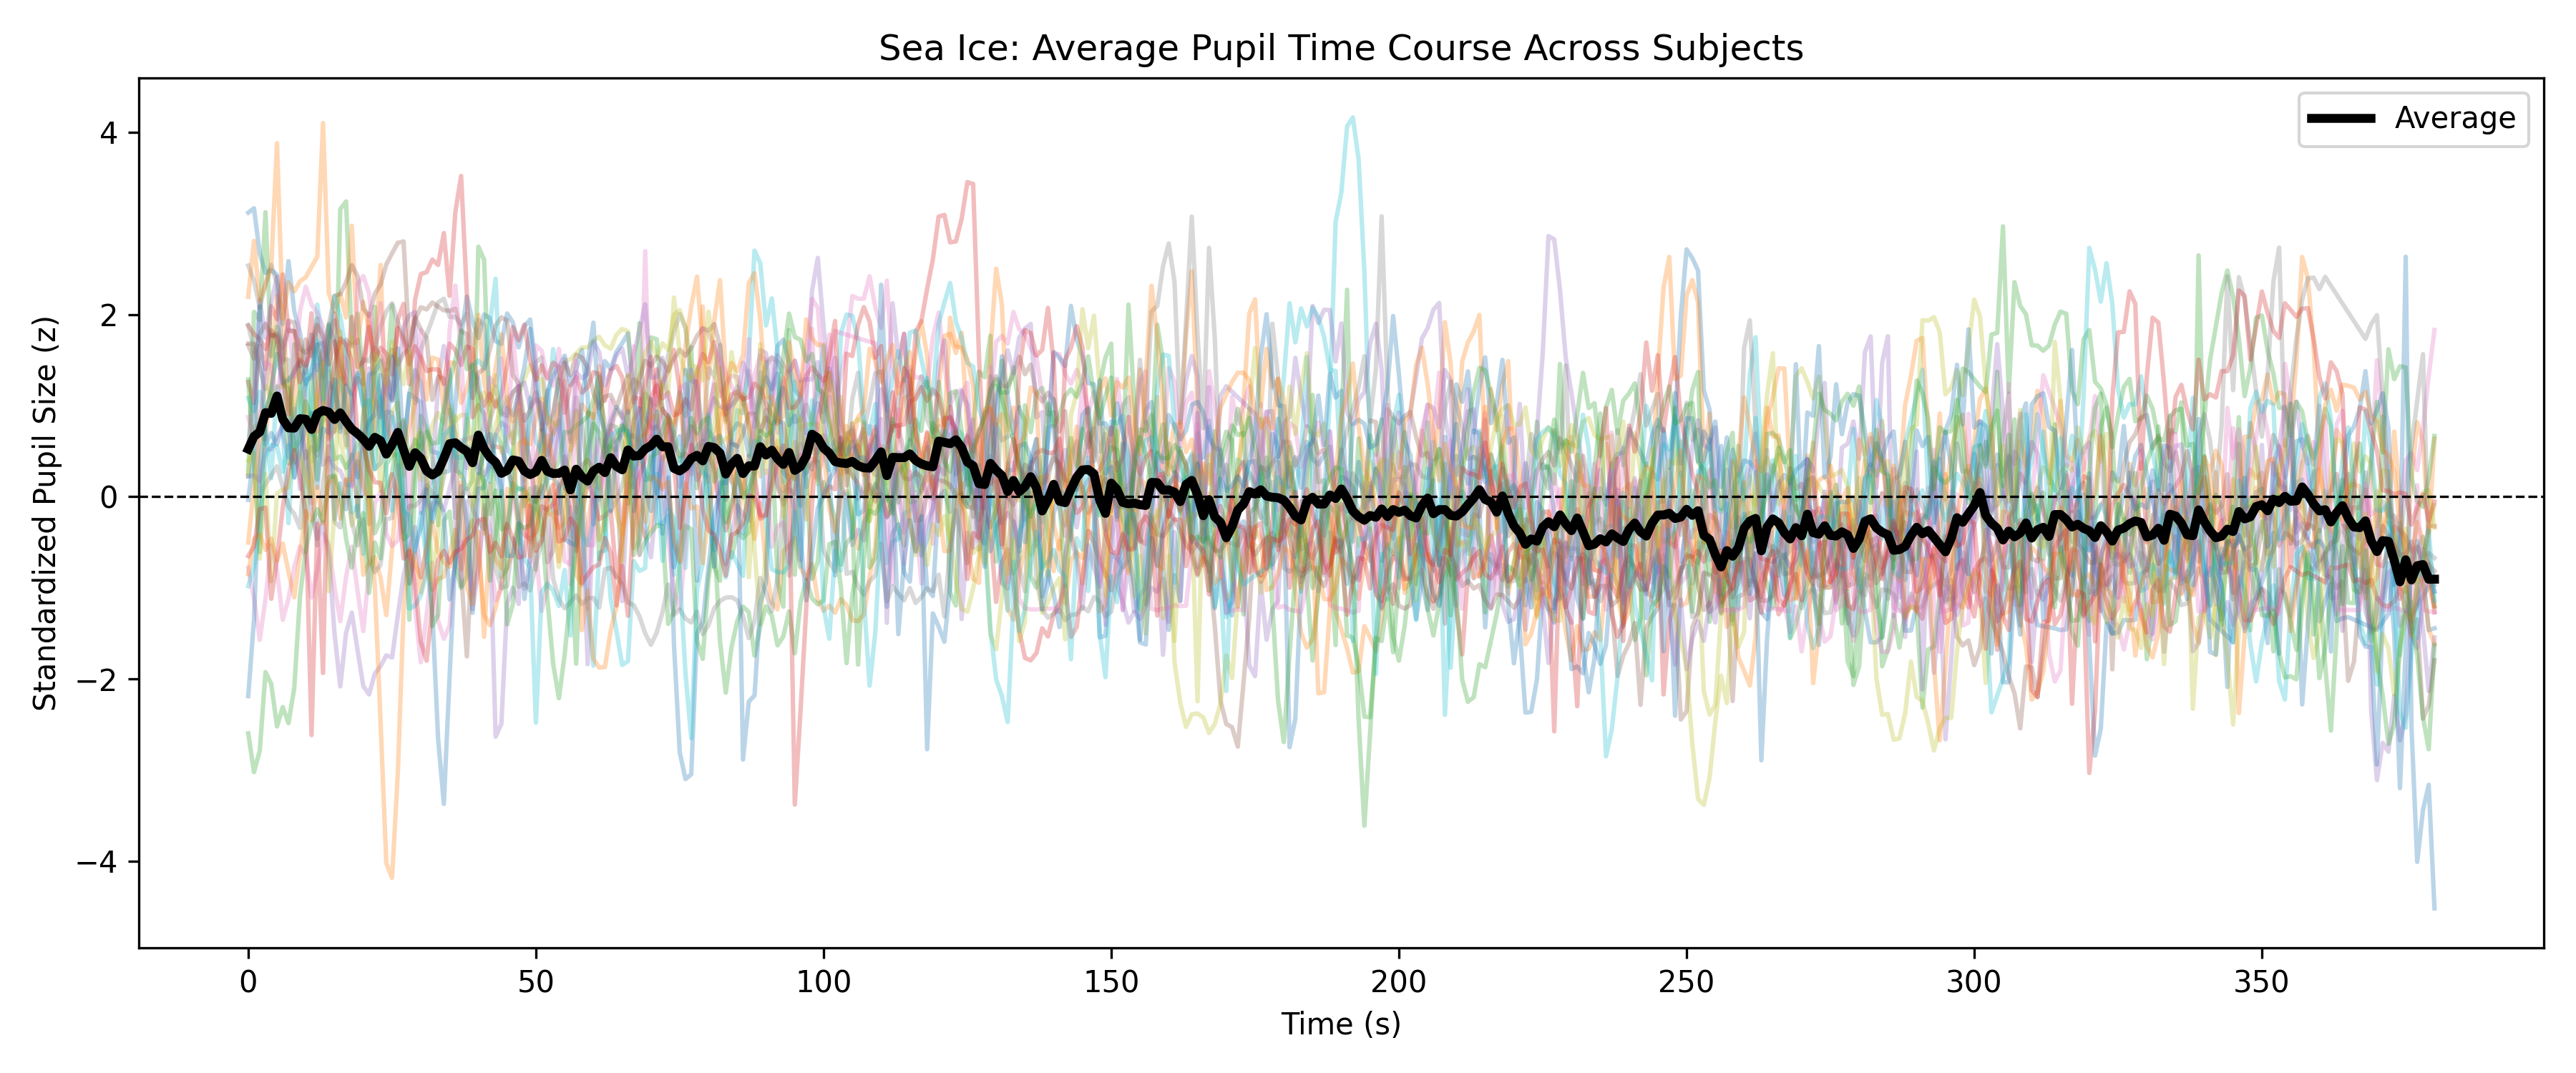 Sea Ice: Average Pupil Time Course Across Subjects
Average
Standardized Pupil Size (z)
4
2
0
−2
−4
0 50 100 150 200 250 300 350
Time (s)